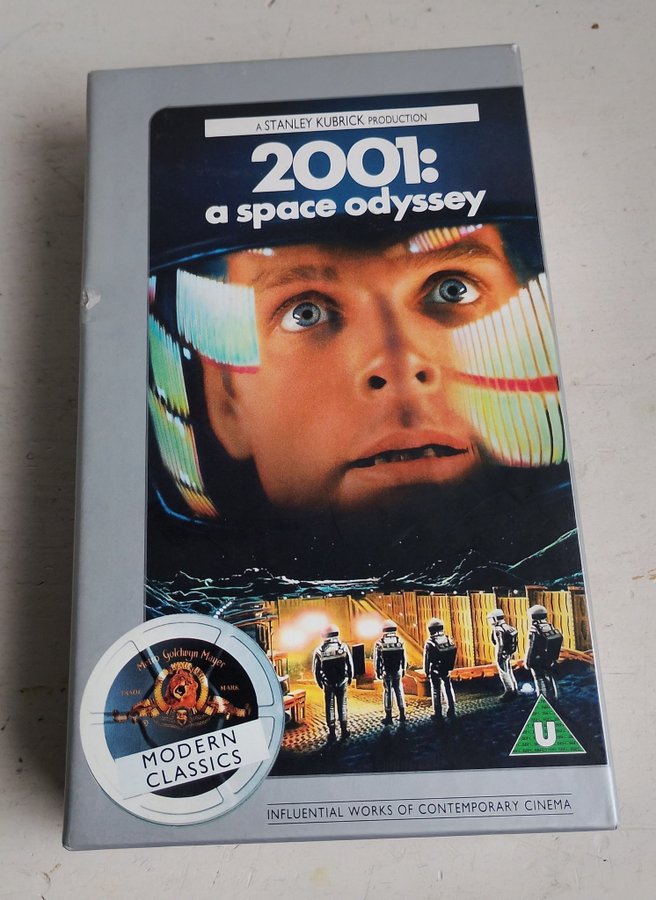 A STANLEY KUBRICK PRODUCTION
2001:
a space odyssey
Metro Goldwyn Mayer
TRADE MARK
MODERN
CLASSICS
U
INFLUENTIAL WORKS OF CONTEMPORARY CINEMA